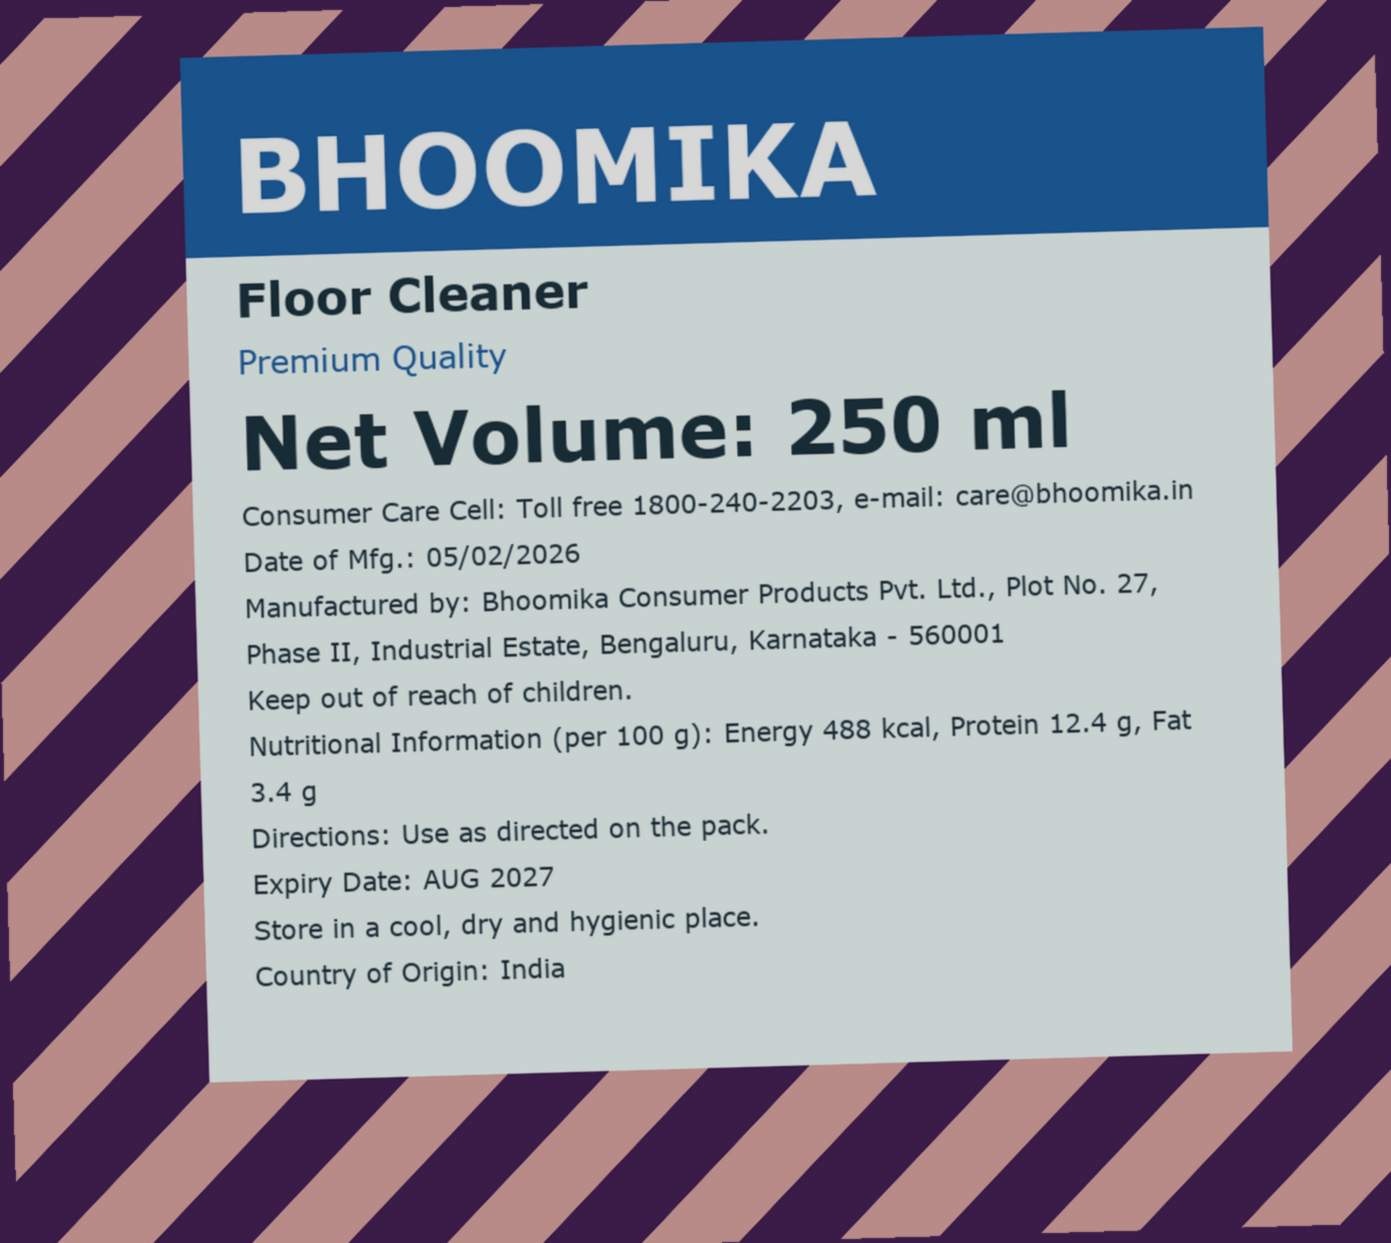 BHOOMIKA
Floor Cleaner
Premium Quality
Net Volume: 250 ml
Consumer Care Cell: Toll free 1800-240-2203, e-mail: care@bhoomika.in
Date of Mfg.: 05/02/2026
Manufactured by: Bhoomika Consumer Products Pvt. Ltd., Plot No. 27,
Phase II, Industrial Estate, Bengaluru, Karnataka - 560001
Keep out of reach of children.
Nutritional Information (per 100 g): Energy 488 kcal, Protein 12.4 g, Fat
3.4 g
Directions: Use as directed on the pack.
Expiry Date: AUG 2027
Store in a cool, dry and hygienic place.
Country of Origin: India